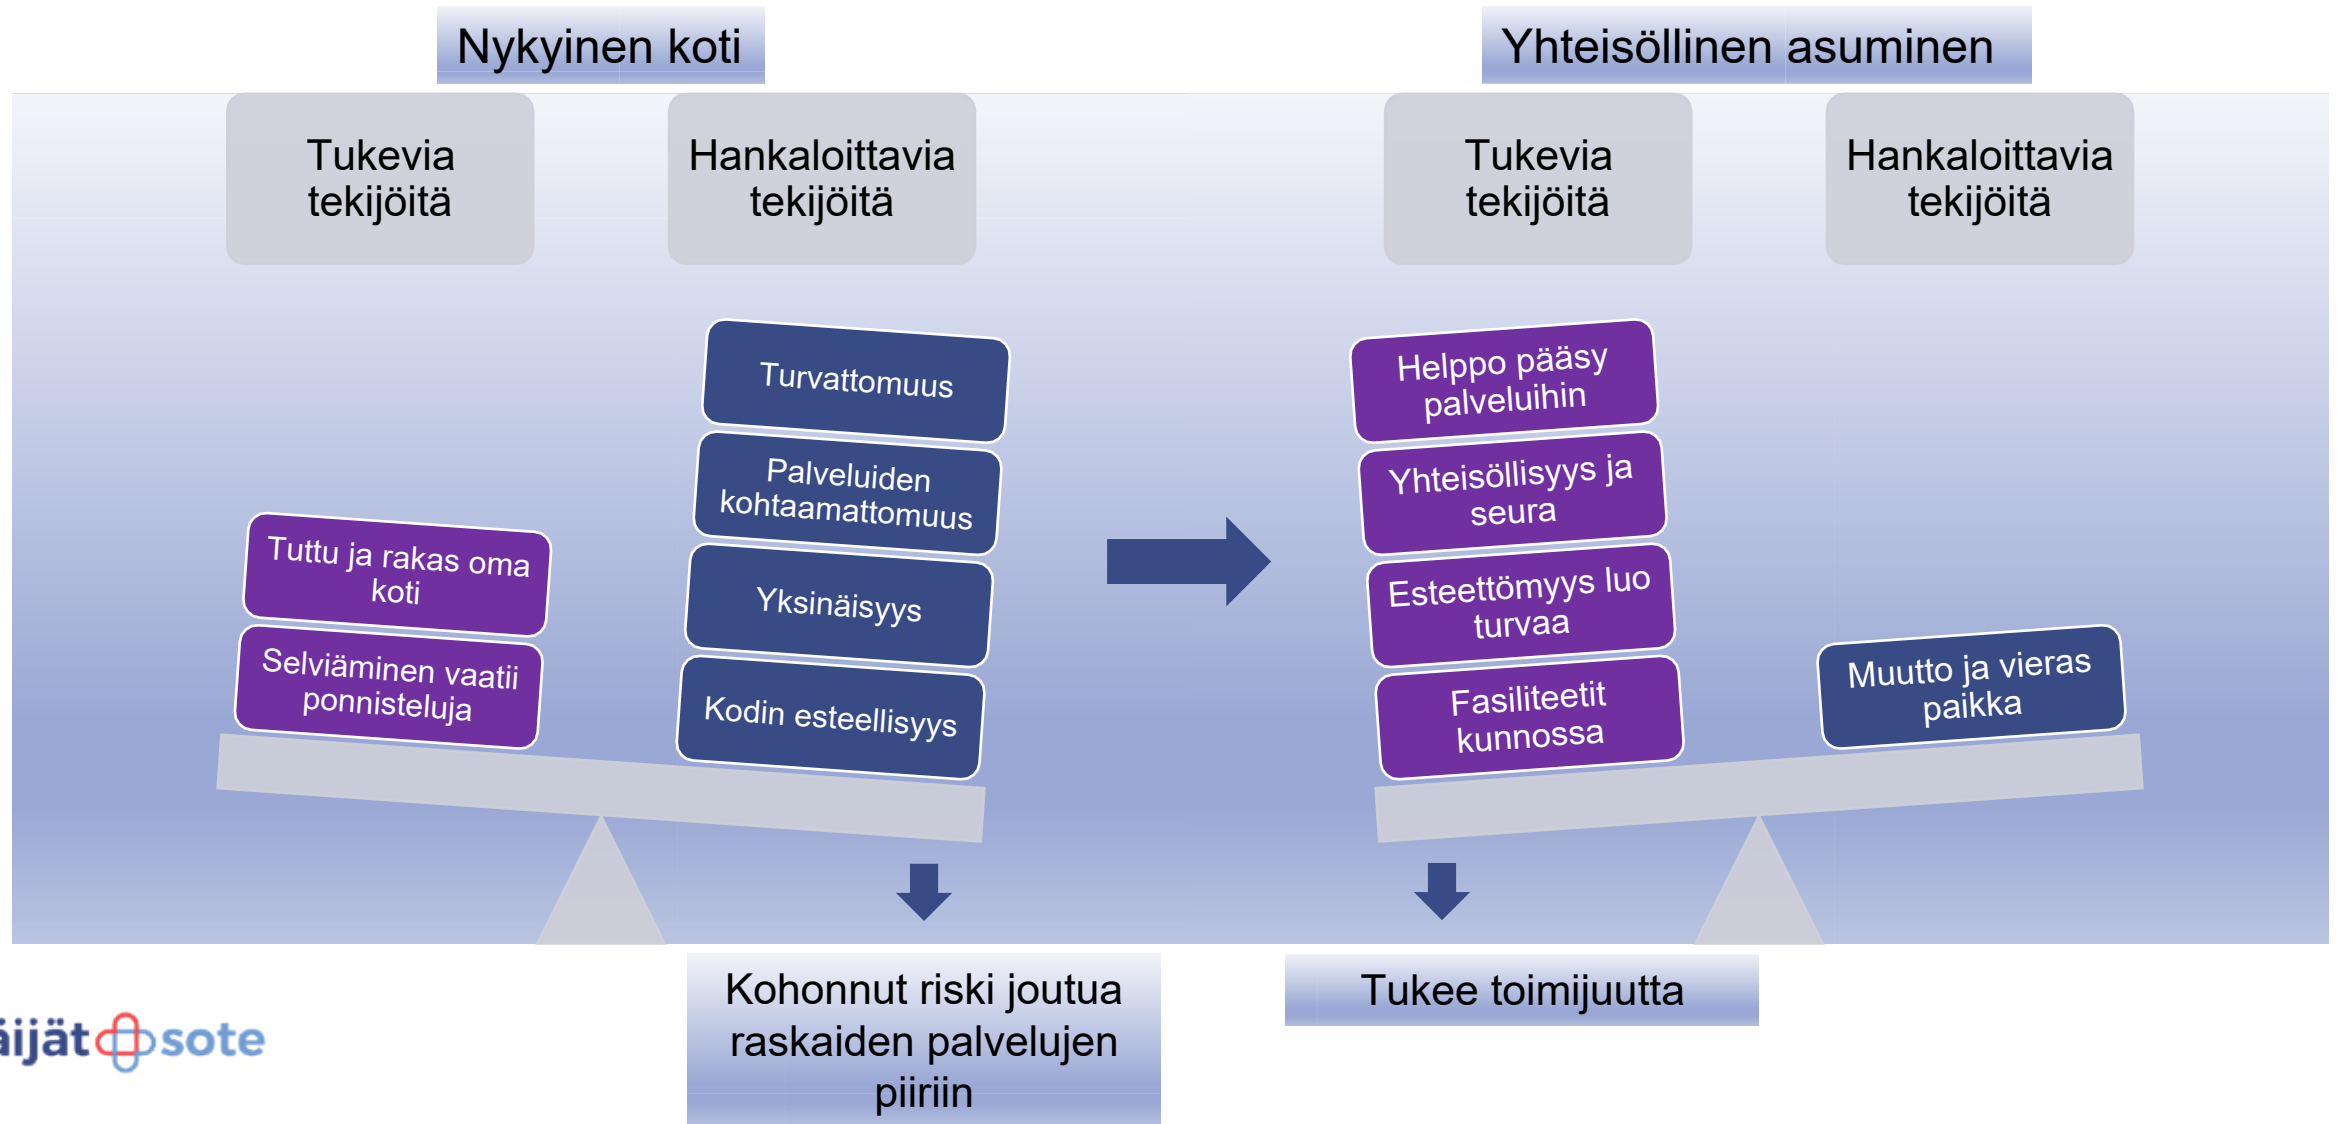 Nykyinen koti
Yhteisöllinen asuminen
Tukevia
tekijöitä
Hankaloittavia
tekijöitä
Tukevia
tekijöitä
Hankaloittavia
tekijöitä
Tuttu ja rakas oma
koti
Selviäminen vaatii
ponnisteluja
Turvattomuus
Palveluiden
kohtaamattomuus
Yksinäisyys
Kodin esteellisyys
Helppo pääsy
palveluihin
Yhteisöllisyys ja
seura
Esteettömyys luo
turvaa
Fasiliteetit
kunnossa
Muutto ja vieras
paikka
Kohonnut riski joutua
raskaiden palvelujen
piiriin
Tukee toimijuutta
äijät sote